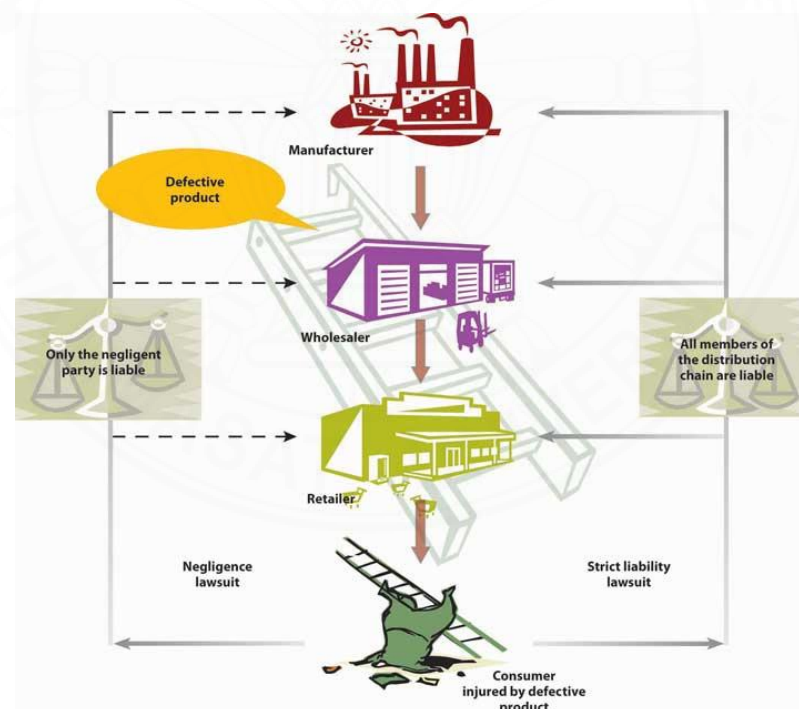 Manufacturer
Defective
product
Wholesaler
Only the negligent
party is liable
All members of
the distribution
chain are liable
Retailer
Negligence
lawsuit
Strict liability
lawsuit
Consumer
injured by defective
product